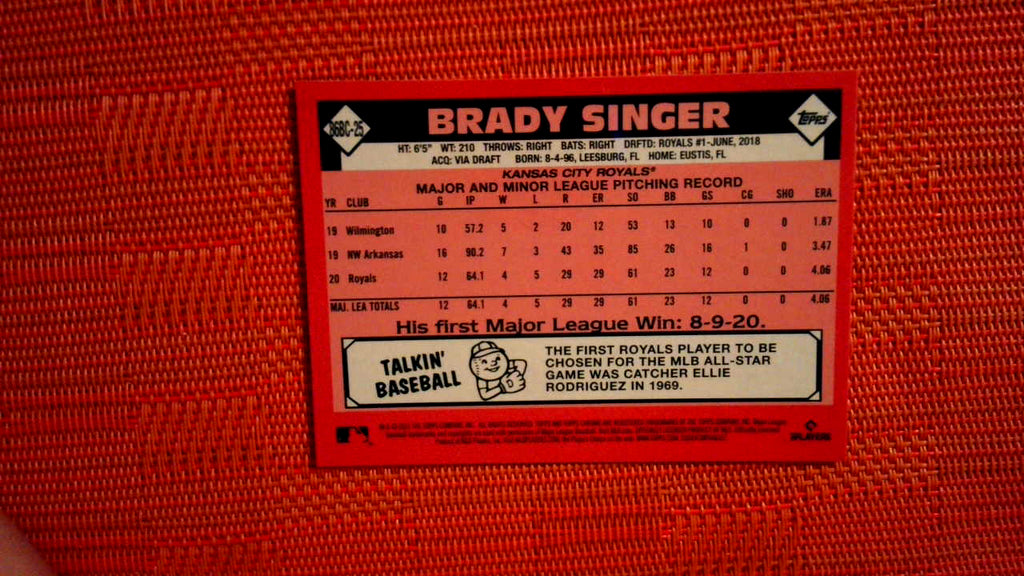 86BC-25
BRADY SINGER
Topps
HT: 6'5" WT: 210 THROWS: RIGHT BATS: RIGHT DRFTD: ROYALS #1-JUNE, 2018
ACQ: VIA DRAFT BORN: 8-4-96, LEESBURG, FL HOME: EUSTIS, FL
KANSAS CITY ROYALS®
MAJOR AND MINOR LEAGUE PITCHING RECORD
YR CLUB G IP W L R ER SO BB GS CG SHO ERA
19 Wilmington 10 57.2 5 2 20 12 53 13 10 0 0 1.87
19 NW Arkansas 16 90.2 7 3 43 35 85 26 16 1 0 3.47
20 Royals 12 64.1 4 5 29 29 61 23 12 0 0 4.06
MAJ. LEA TOTALS 12 64.1 4 5 29 29 61 23 12 0 0 4.06
His first Major League Win: 8-9-20.
TALKIN' BASEBALL
THE FIRST ROYALS PLAYER TO BE
CHOSEN FOR THE MLB ALL-STAR
GAME WAS CATCHER ELLIE
RODRIGUEZ IN 1969.